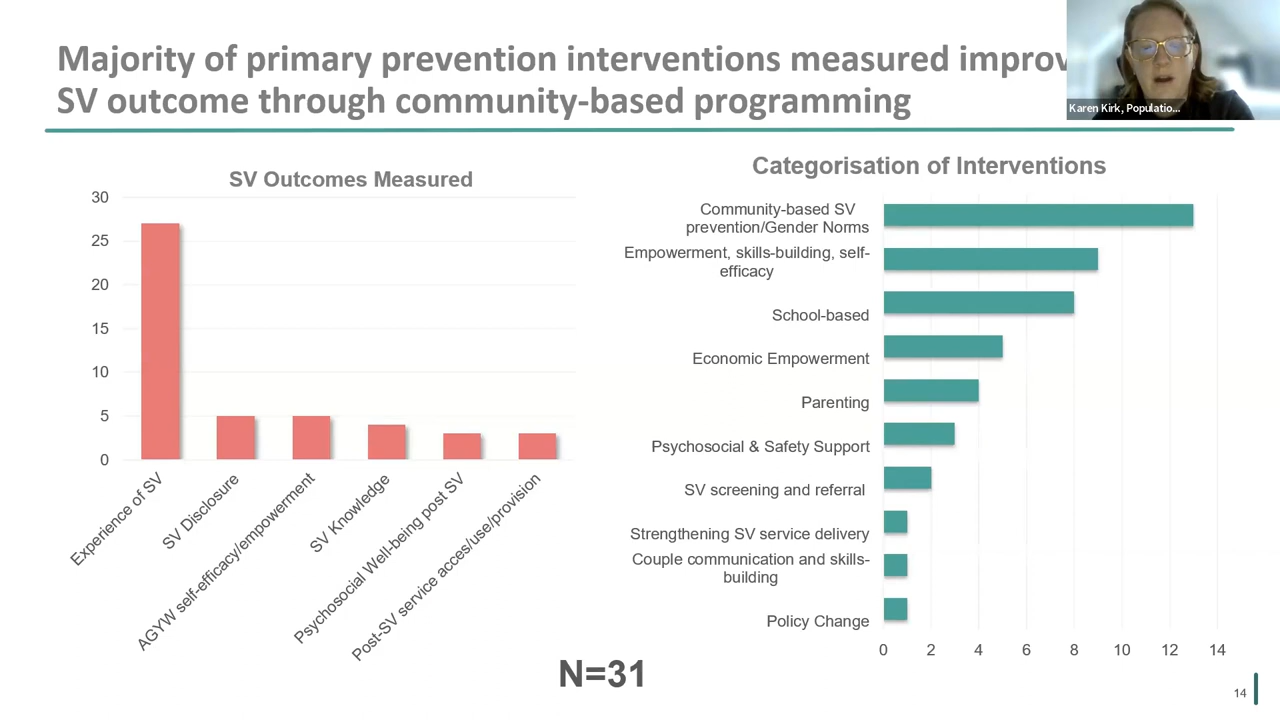 Majority of primary prevention interventions measured improv
SV outcome through community-based programming
Karen Kirk, Populatio...
SV Outcomes Measured
30
25
20
15
10
5
0
Experience of SV
SV Disclosure
AGYW self-efficacy/empowerment
SV Knowledge
Psychosocial Well-being post SV
Post-SV service acces/use/provision
Categorisation of Interventions
Community-based SV
prevention/Gender Norms
Empowerment, skills-building, self-
efficacy
School-based
Economic Empowerment
Parenting
Psychosocial & Safety Support
SV screening and referral
Strengthening SV service delivery
Couple communication and skills-
building
Policy Change
0 2 4 6 8 10 12 14
N=31
14